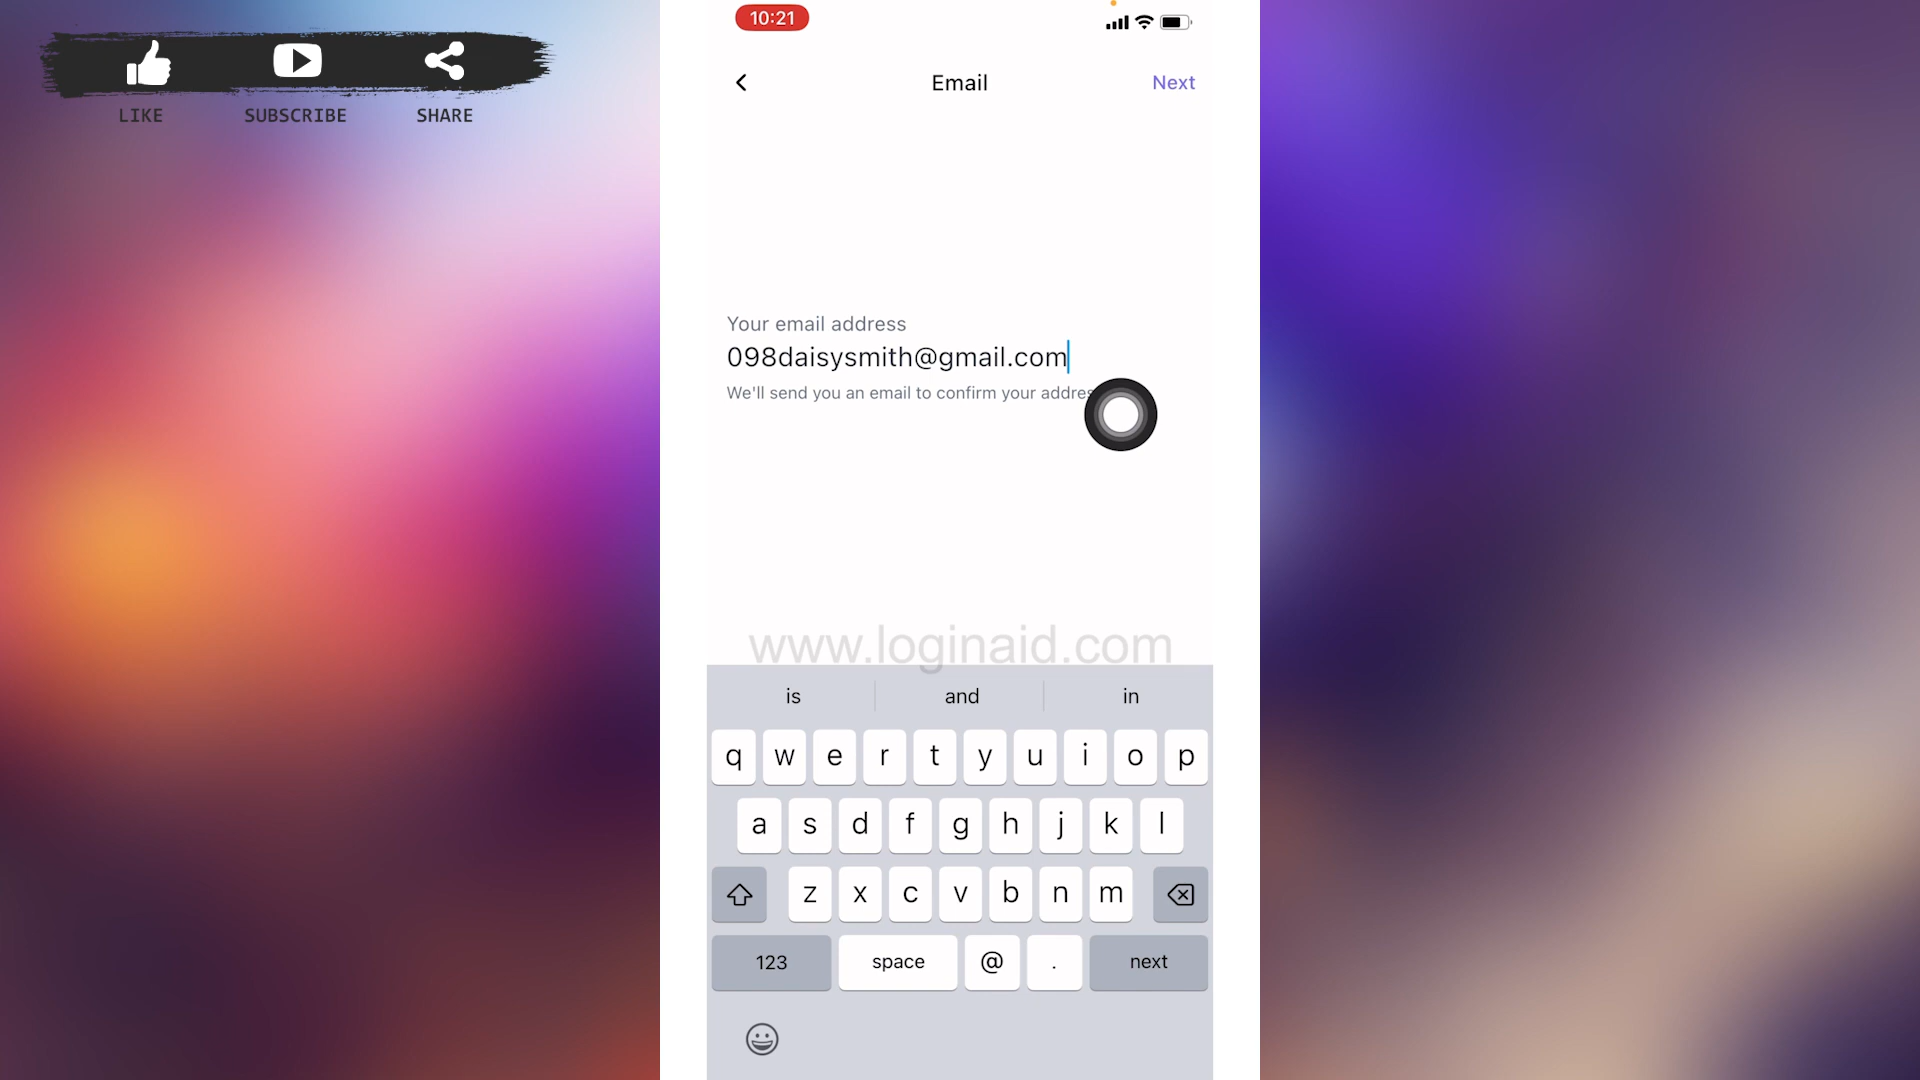 LIKE SUBSCRIBE SHARE
10:21
Email Next
Your email address
098daisysmith@gmail.com
We'll send you an email to confirm your addres
www.loginaid.com
is and in
q w e r t y u i o p
a s d f g h j k l
z x c v b n m
123 space @ . next